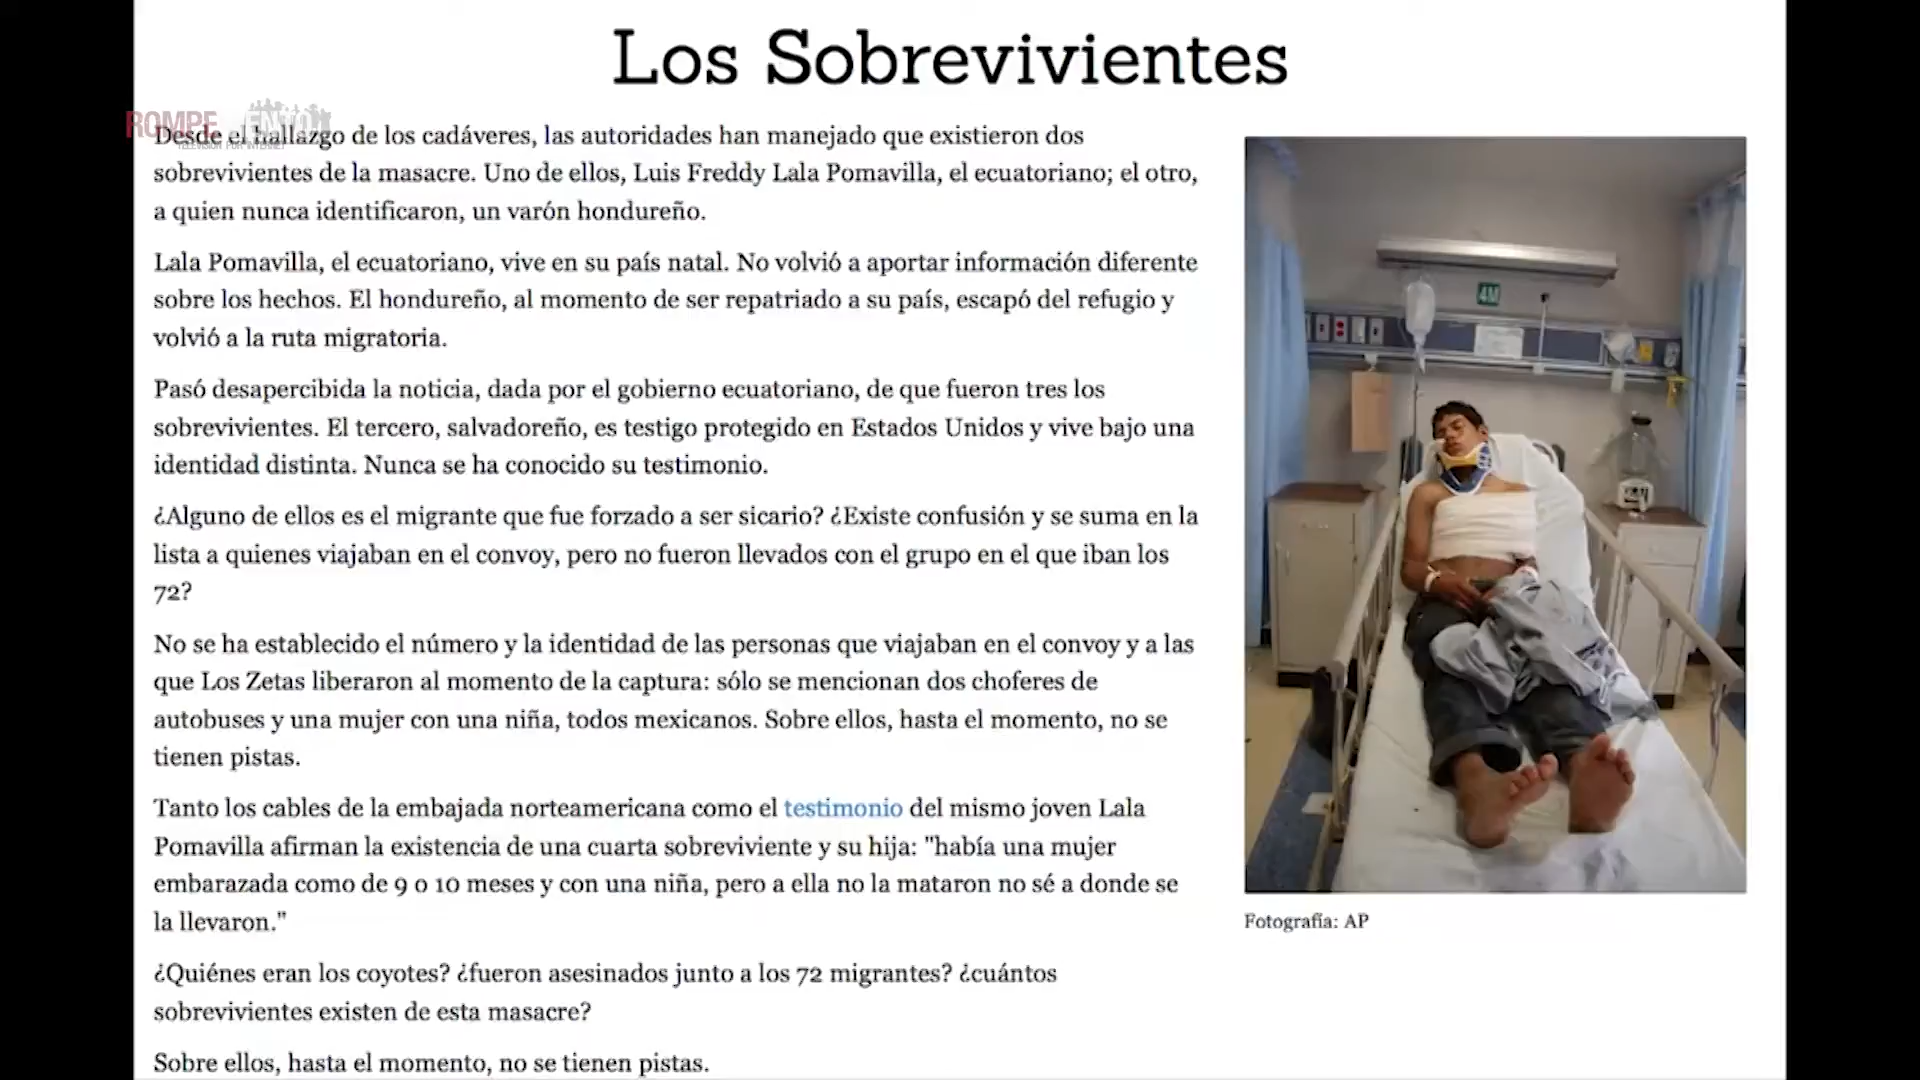 Los Sobrevivientes
ROMPEVIENTO
TELEVISIÓN POR INTERNET
Desde el hallazgo de los cadáveres, las autoridades han manejado que existieron dos
sobrevivientes de la masacre. Uno de ellos, Luis Freddy Lala Pomavilla, el ecuatoriano; el otro,
a quien nunca identificaron, un varón hondureño.
Lala Pomavilla, el ecuatoriano, vive en su país natal. No volvió a aportar información diferente
sobre los hechos. El hondureño, al momento de ser repatriado a su país, escapó del refugio y
volvió a la ruta migratoria.
Pasó desapercibida la noticia, dada por el gobierno ecuatoriano, de que fueron tres los
sobrevivientes. El tercero, salvadoreño, es testigo protegido en Estados Unidos y vive bajo una
identidad distinta. Nunca se ha conocido su testimonio.
¿Alguno de ellos es el migrante que fue forzado a ser sicario? ¿Existe confusión y se suma en la
lista a quienes viajaban en el convoy, pero no fueron llevados con el grupo en el que iban los
72?
No se ha establecido el número y la identidad de las personas que viajaban en el convoy y a las
que Los Zetas liberaron al momento de la captura: sólo se mencionan dos choferes de
autobuses y una mujer con una niña, todos mexicanos. Sobre ellos, hasta el momento, no se
tienen pistas.
Tanto los cables de la embajada norteamericana como el testimonio del mismo joven Lala
Pomavilla afirman la existencia de una cuarta sobreviviente y su hija: "había una mujer
embarazada como de 9 o 10 meses y con una niña, pero a ella no la mataron no sé a donde se
la llevaron."
¿Quiénes eran los coyotes? ¿fueron asesinados junto a los 72 migrantes? ¿cuántos
sobrevivientes existen de esta masacre?
Sobre ellos, hasta el momento, no se tienen pistas.
4M
Fotografía: AP